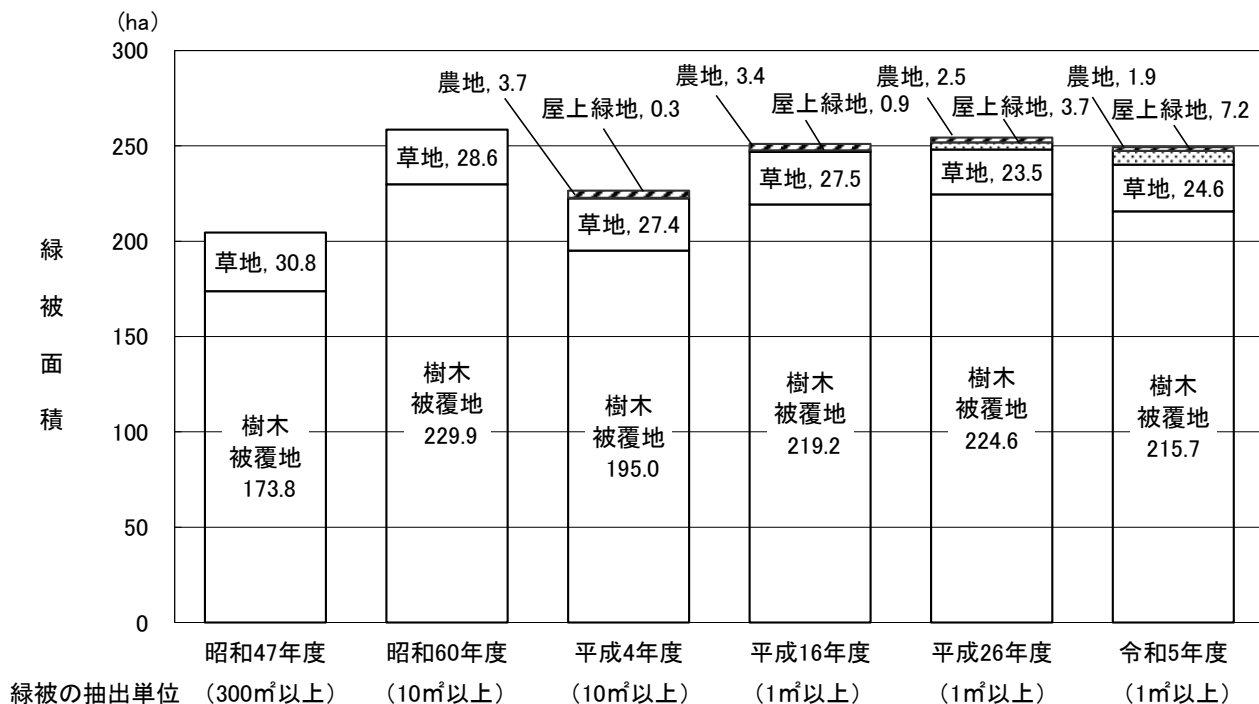 (ha)
300
250
200
150
100
50
0
緑
被
面
積
草地, 30.8
樹木
被覆地
173.8
草地, 28.6
樹木
被覆地
229.9
農地, 3.7
屋上緑地, 0.3
草地, 27.4
樹木
被覆地
195.0
農地, 3.4
屋上緑地, 0.9
草地, 27.5
樹木
被覆地
219.2
農地, 2.5
屋上緑地, 3.7
草地, 23.5
樹木
被覆地
224.6
農地, 1.9
屋上緑地, 7.2
草地, 24.6
樹木
被覆地
215.7
昭和47年度 昭和60年度 平成4年度 平成16年度 平成26年度 令和5年度
緑被の抽出単位 (300㎡以上) (10㎡以上) (10㎡以上) (1㎡以上) (1㎡以上) (1㎡以上)